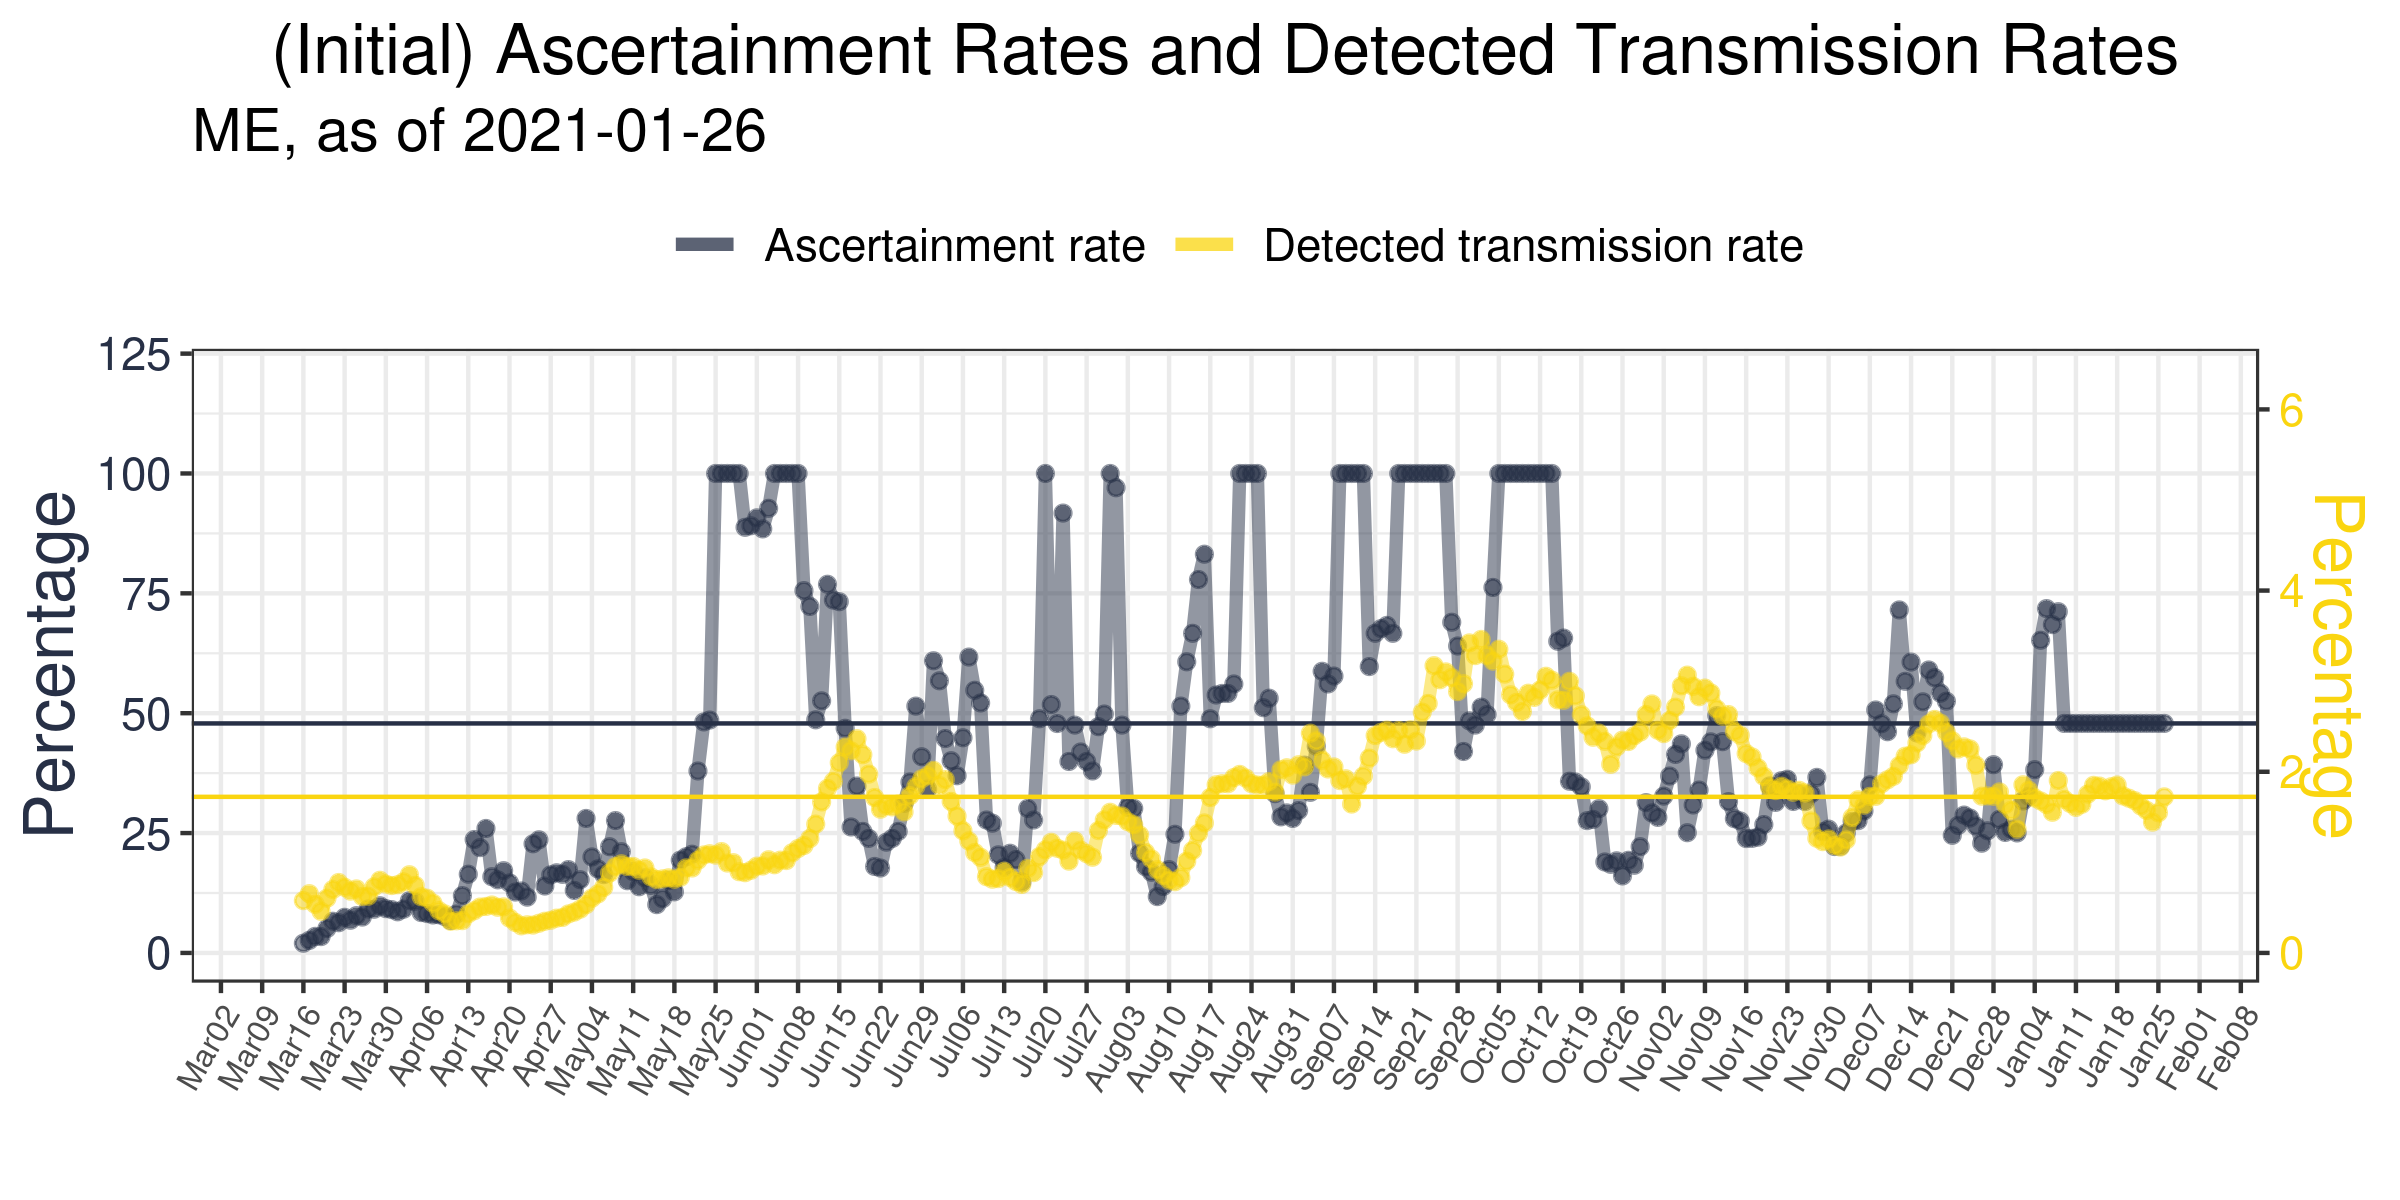 (Initial) Ascertainment Rates and Detected Transmission Rates
ME, as of 2021-01-26
Ascertainment rate
Detected transmission rate
Percentage
125
100
75
50
25
0
6
4
2
0
Percentage
Mar02
Mar09
Mar16
Mar23
Mar30
Apr06
Apr13
Apr20
Apr27
May04
May11
May18
May25
Jun01
Jun08
Jun15
Jun22
Jun29
Jul06
Jul13
Jul20
Jul27
Aug03
Aug10
Aug17
Aug24
Aug31
Sep07
Sep14
Sep21
Sep28
Oct05
Oct12
Oct19
Oct26
Nov02
Nov09
Nov16
Nov23
Nov30
Dec07
Dec14
Dec21
Dec28
Jan04
Jan11
Jan18
Jan25
Feb01
Feb08